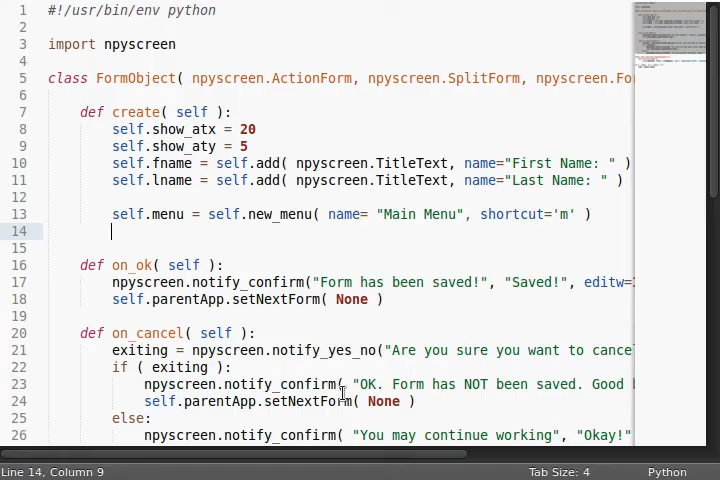 1 #!/usr/bin/env python
2
3 import npyscreen
4
5 class FormObject( npyscreen.ActionForm, npyscreen.SplitForm, npyscreen.For
6
7 def create( self ):
8 self.show_atx = 20
9 self.show_aty = 5
10 self.fname = self.add( npyscreen.TitleText, name="First Name: " )
11 self.lname = self.add( npyscreen.TitleText, name="Last Name: " )
12
13 self.menu = self.new_menu( name= "Main Menu", shortcut='m' )
14
15
16 def on_ok( self ):
17 npyscreen.notify_confirm("Form has been saved!", "Saved!", editw=
18 self.parentApp.setNextForm( None )
19
20 def on_cancel( self ):
21 exiting = npyscreen.notify_yes_no("Are you sure you want to cance
22 if ( exiting ):
23 npyscreen.notify_confirm( "OK. Form has NOT been saved. Good
24 self.parentApp.setNextForm( None )
25 else:
26 npyscreen.notify_confirm( "You may continue working", "Okay!"
Line 14, Column 9 Tab Size: 4 Python